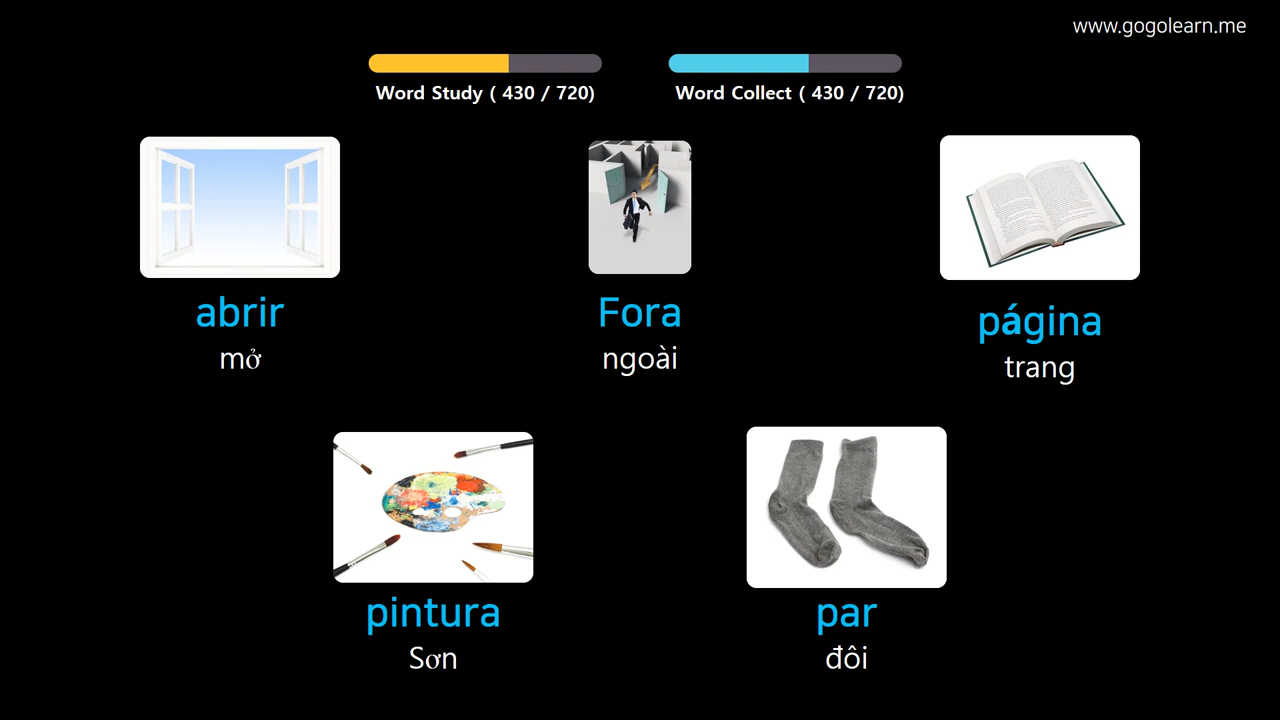 www.gogolearn.me
Word Study ( 430 / 720)
Word Collect ( 430 / 720)
abrir
mở
Fora
ngoài
página
trang
pintura
Sơn
par
đôi